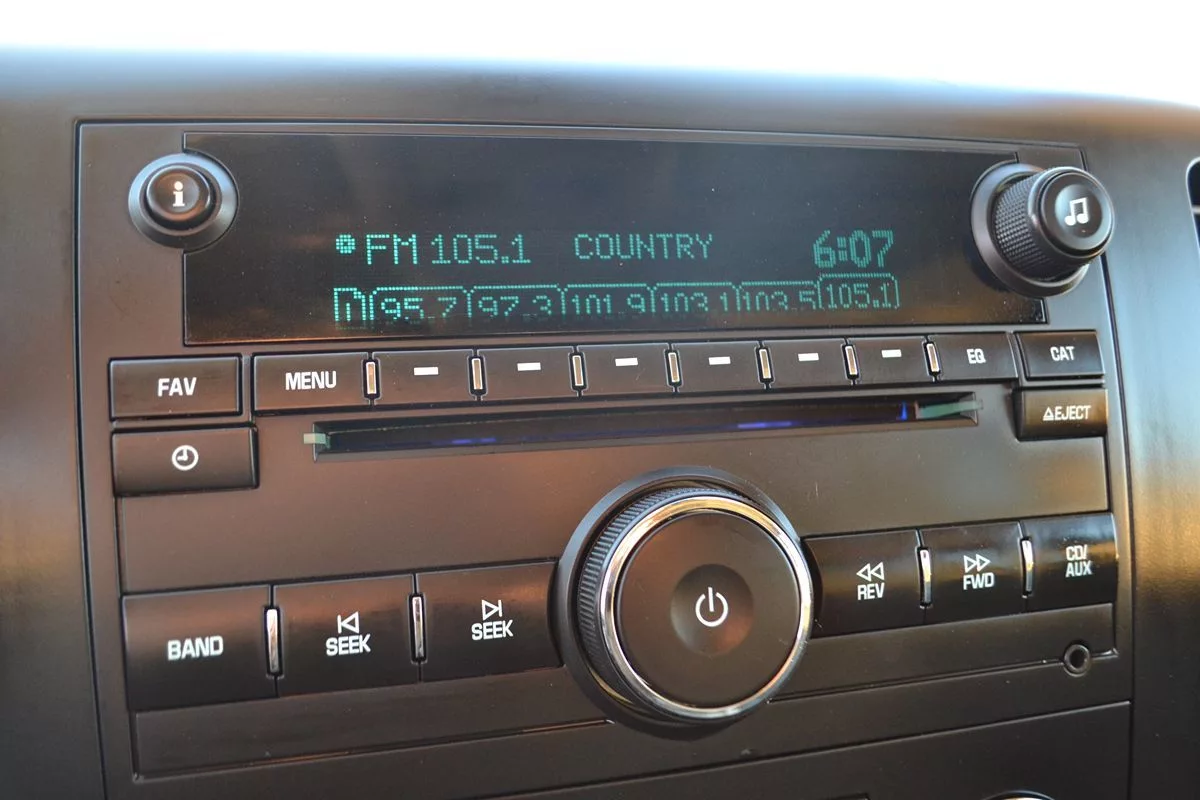 i
FM 105.1 COUNTRY 6:07
95.7 97.3 101.9 103.1 103.5 105.1
FAV MENU EQ CAT
EJECT
BAND SEEK SEEK REV FWD CD/
AUX